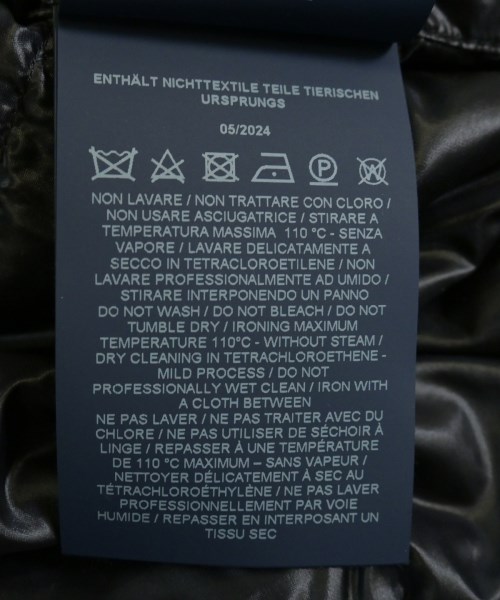 ENTHÄLT NICHTTEXTILE TEILE TIERISCHEN
URSPRUNGS
05/2024
NON LAVARE / NON TRATTARE CON CLORO /
NON USARE ASCIUGATRICE / STIRARE A
TEMPERATURA MASSIMA 110 °C - SENZA
VAPORE / LAVARE DELICATAMENTE A
SECCO IN TETRACLOROETILENE / NON
LAVARE PROFESSIONALMENTE AD UMIDO /
STIRARE INTERPONENDO UN PANNO
DO NOT WASH / DO NOT BLEACH / DO NOT
TUMBLE DRY / IRONING MAXIMUM
TEMPERATURE 110°C - WITHOUT STEAM /
DRY CLEANING IN TETRACHLOROETHENE -
MILD PROCESS / DO NOT
PROFESSIONALLY WET CLEAN / IRON WITH
A CLOTH BETWEEN
NE PAS LAVER / NE PAS TRAITER AVEC DU
CHLORE / NE PAS UTILISER DE SÉCHOIR À
LINGE / REPASSER À UNE TEMPÉRATURE
DE 110 °C MAXIMUM – SANS VAPEUR /
NETTOYER DÉLICATEMENT À SEC AU
TÉTRACHLOROÉTHYLÈNE / NE PAS LAVER
PROFESSIONNELLEMENT PAR VOIE
HUMIDE / REPASSER EN INTERPOSANT UN
TISSU SEC